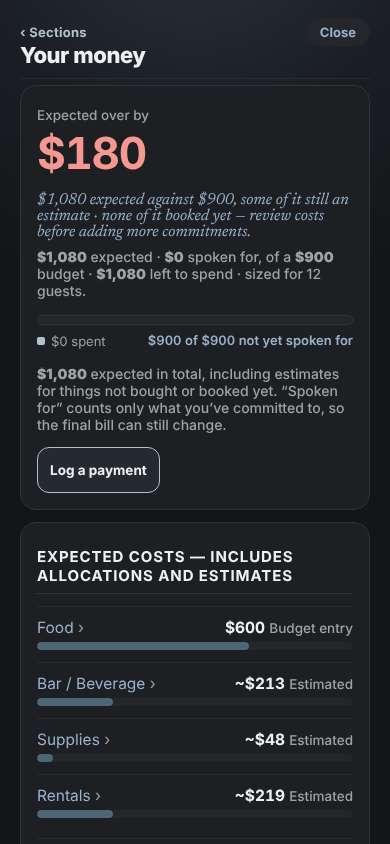 ‹ Sections
Close
Your money
Expected over by
$180
$1,080 expected against $900, some of it still an
estimate · none of it booked yet — review costs
before adding more commitments.
$1,080 expected · $0 spoken for, of a $900
budget · $1,080 left to spend · sized for 12
guests.
$0 spent
$900 of $900 not yet spoken for
$1,080 expected in total, including estimates
for things not bought or booked yet. “Spoken
for” counts only what you’ve committed to, so
the final bill can still change.
Log a payment
EXPECTED COSTS — INCLUDES
ALLOCATIONS AND ESTIMATES
Food › $600 Budget entry
Bar / Beverage › ~$213 Estimated
Supplies › ~$48 Estimated
Rentals › ~$219 Estimated